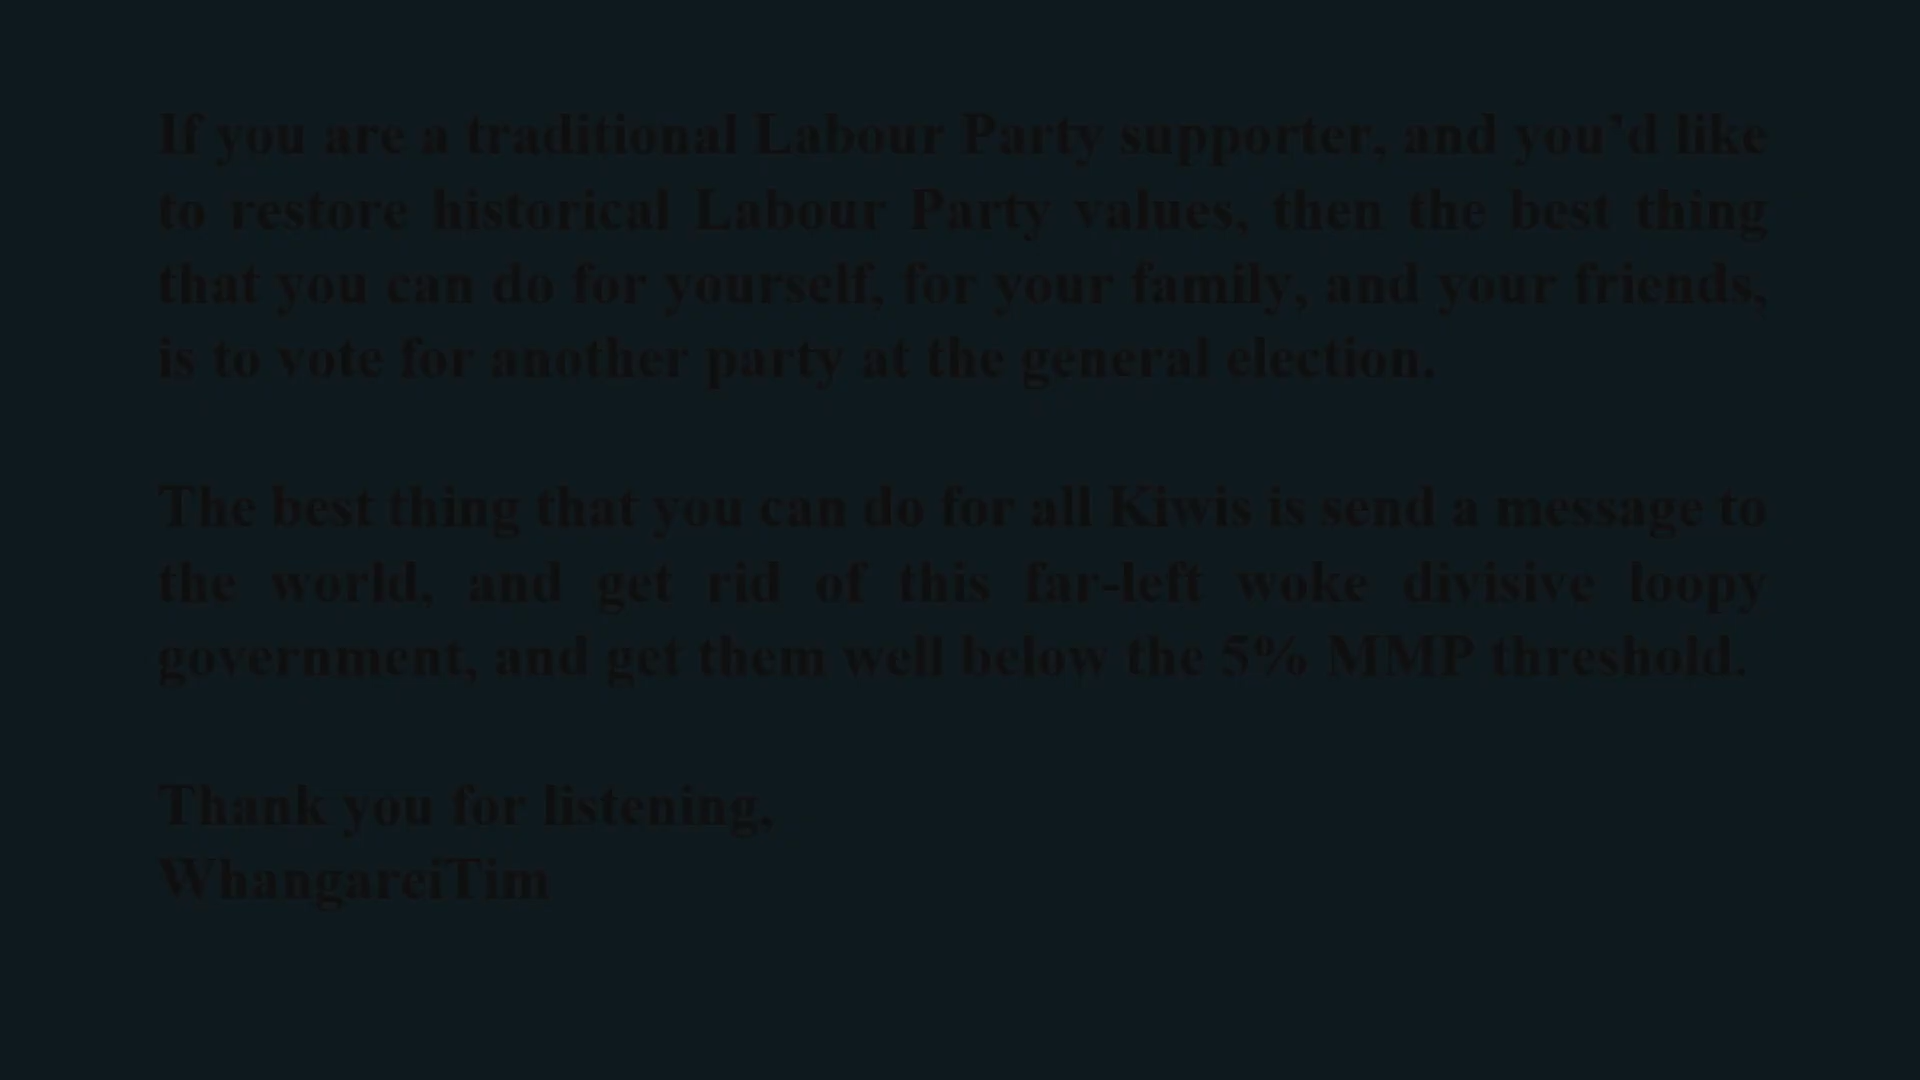 If you are a traditional Labour Party supporter, and you’d like
to restore historical Labour Party values, then the best thing
that you can do for yourself, for your family, and your friends,
is to vote for another party at the general election.
The best thing that you can do for all Kiwis is send a message to
the world, and get rid of this far-left woke divisive loopy
government, and get them well below the 5% MMP threshold.
Thank you for listening,
WhangareiTim